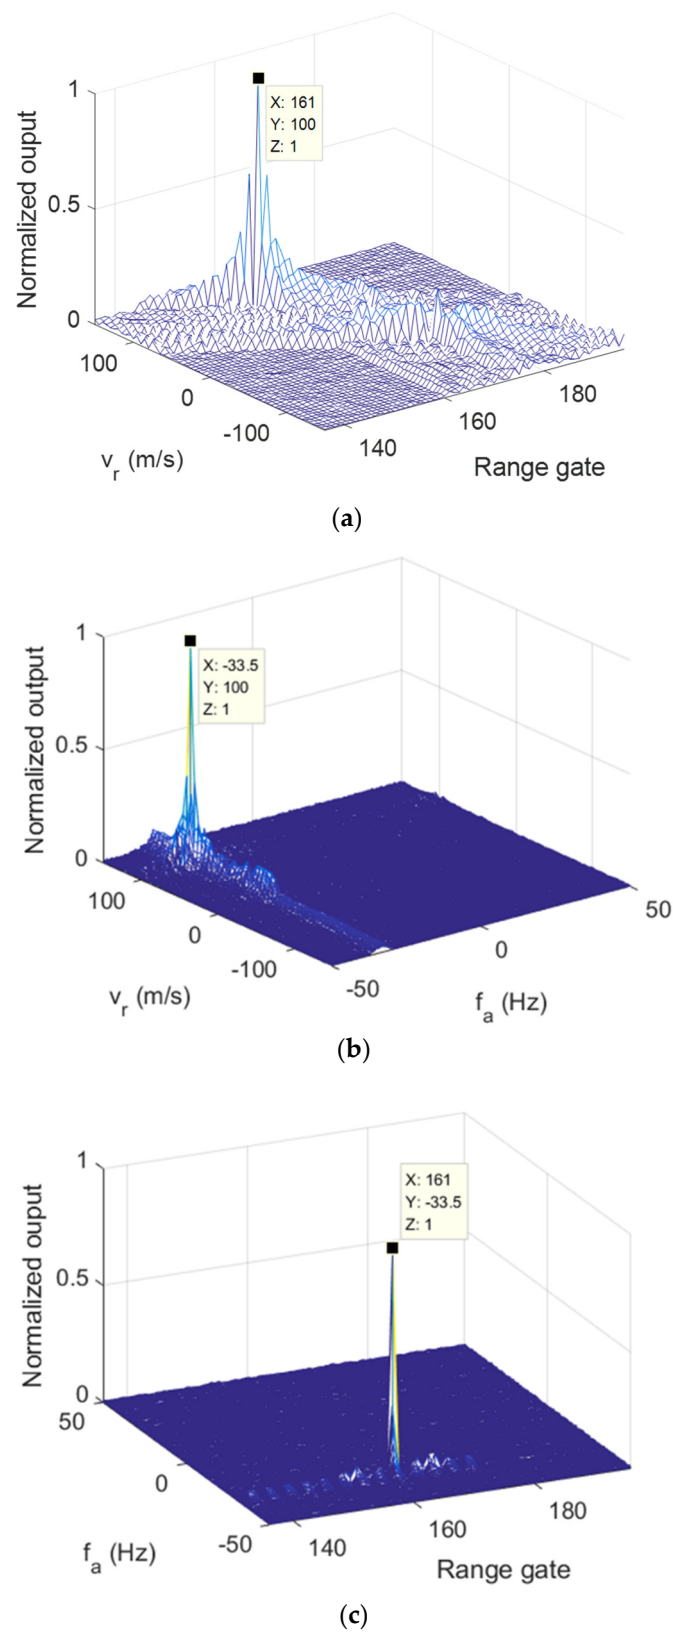 1
0.5
0
Normalized ouput
X: 161
Y: 100
Z: 1
100
0
-100
v_r (m/s)
140
160
180
Range gate
(a)
1
0.5
0
Normalized output
X: -33.5
Y: 100
Z: 1
100
0
-100
v_r (m/s)
-50
0
50
f_a (Hz)
(b)
1
0.5
0
Normalized ouput
X: 161
Y: -33.5
Z: 1
50
0
-50
f_a (Hz)
140
160
180
Range gate
(c)